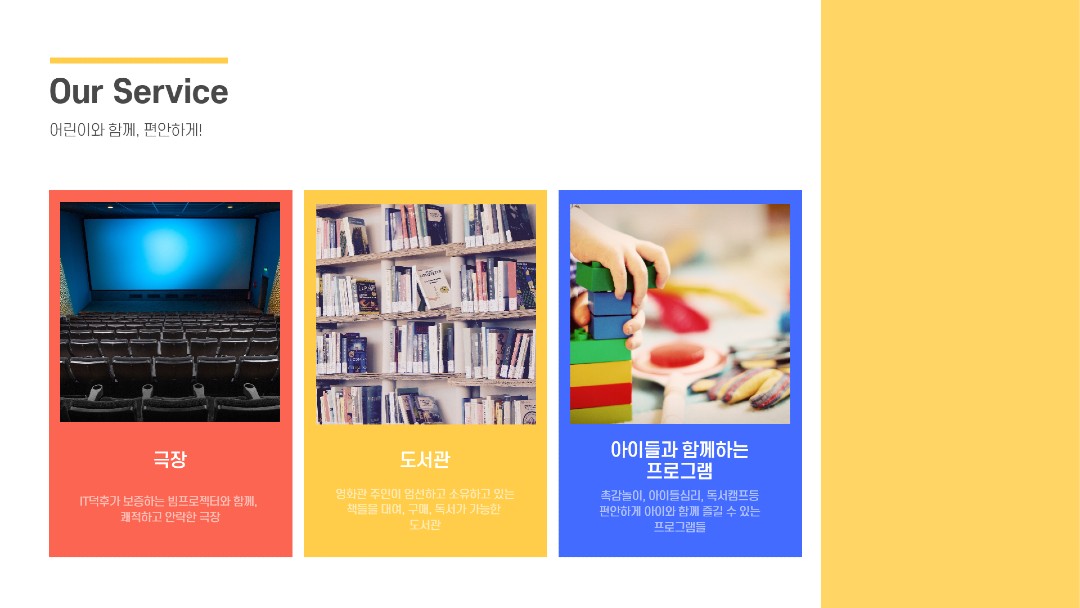 Our Service
어린이와 함께, 편안하게!
극장
IT덕후가 보증하는 빔프로젝터와 함께,
쾌적하고 안락한 극장
도서관
영화관 주인이 엄선하고 소유하고 있는
책들을 대여, 구매, 독서가 가능한
도서관
아이들과 함께하는
프로그램
촉감놀이, 아이들심리, 독서캠프등
편안하게 아이와 함께 즐길 수 있는
프로그램들